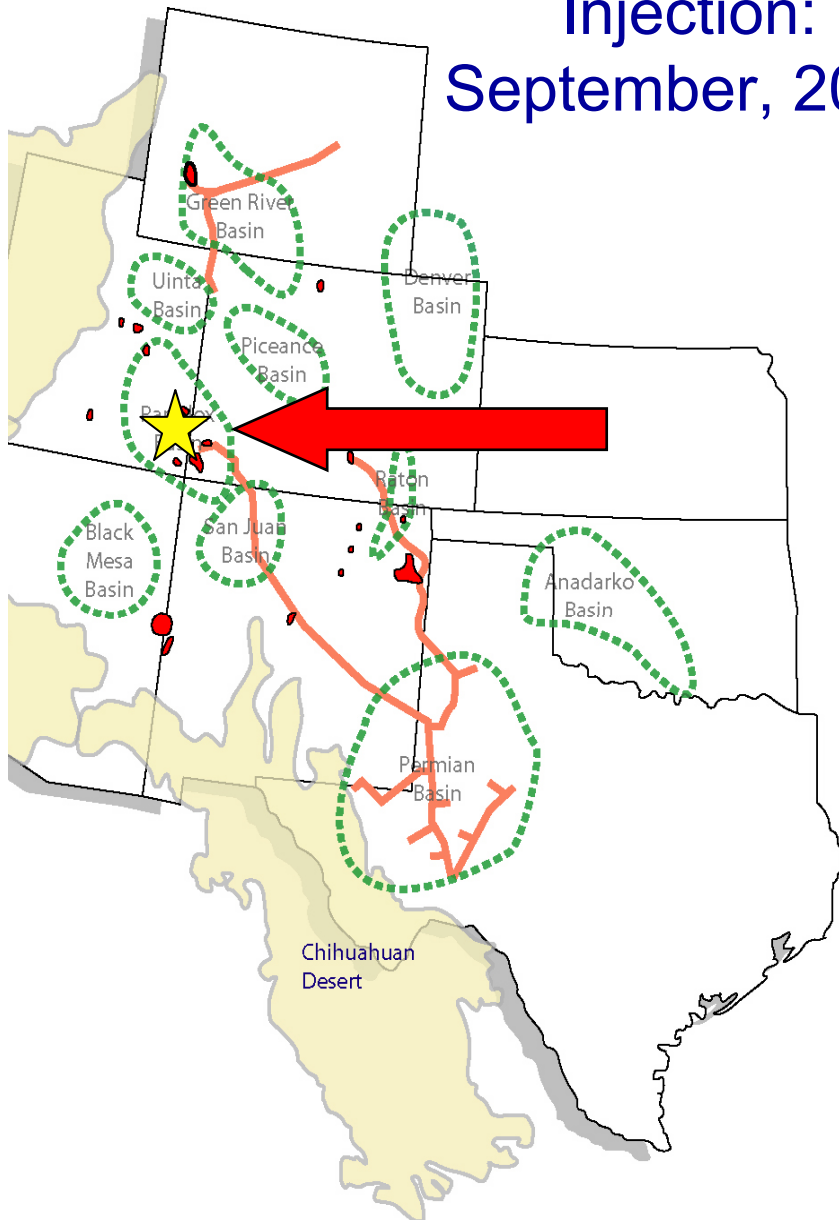 Injection:
September, 20
Green River
Basin
Uinta
Basin
Denver
Basin
Piceance
Basin
Raton
Basin
San Juan
Basin
Black
Mesa
Basin
Anadarko
Basin
Permian
Basin
Chihuahuan
Desert